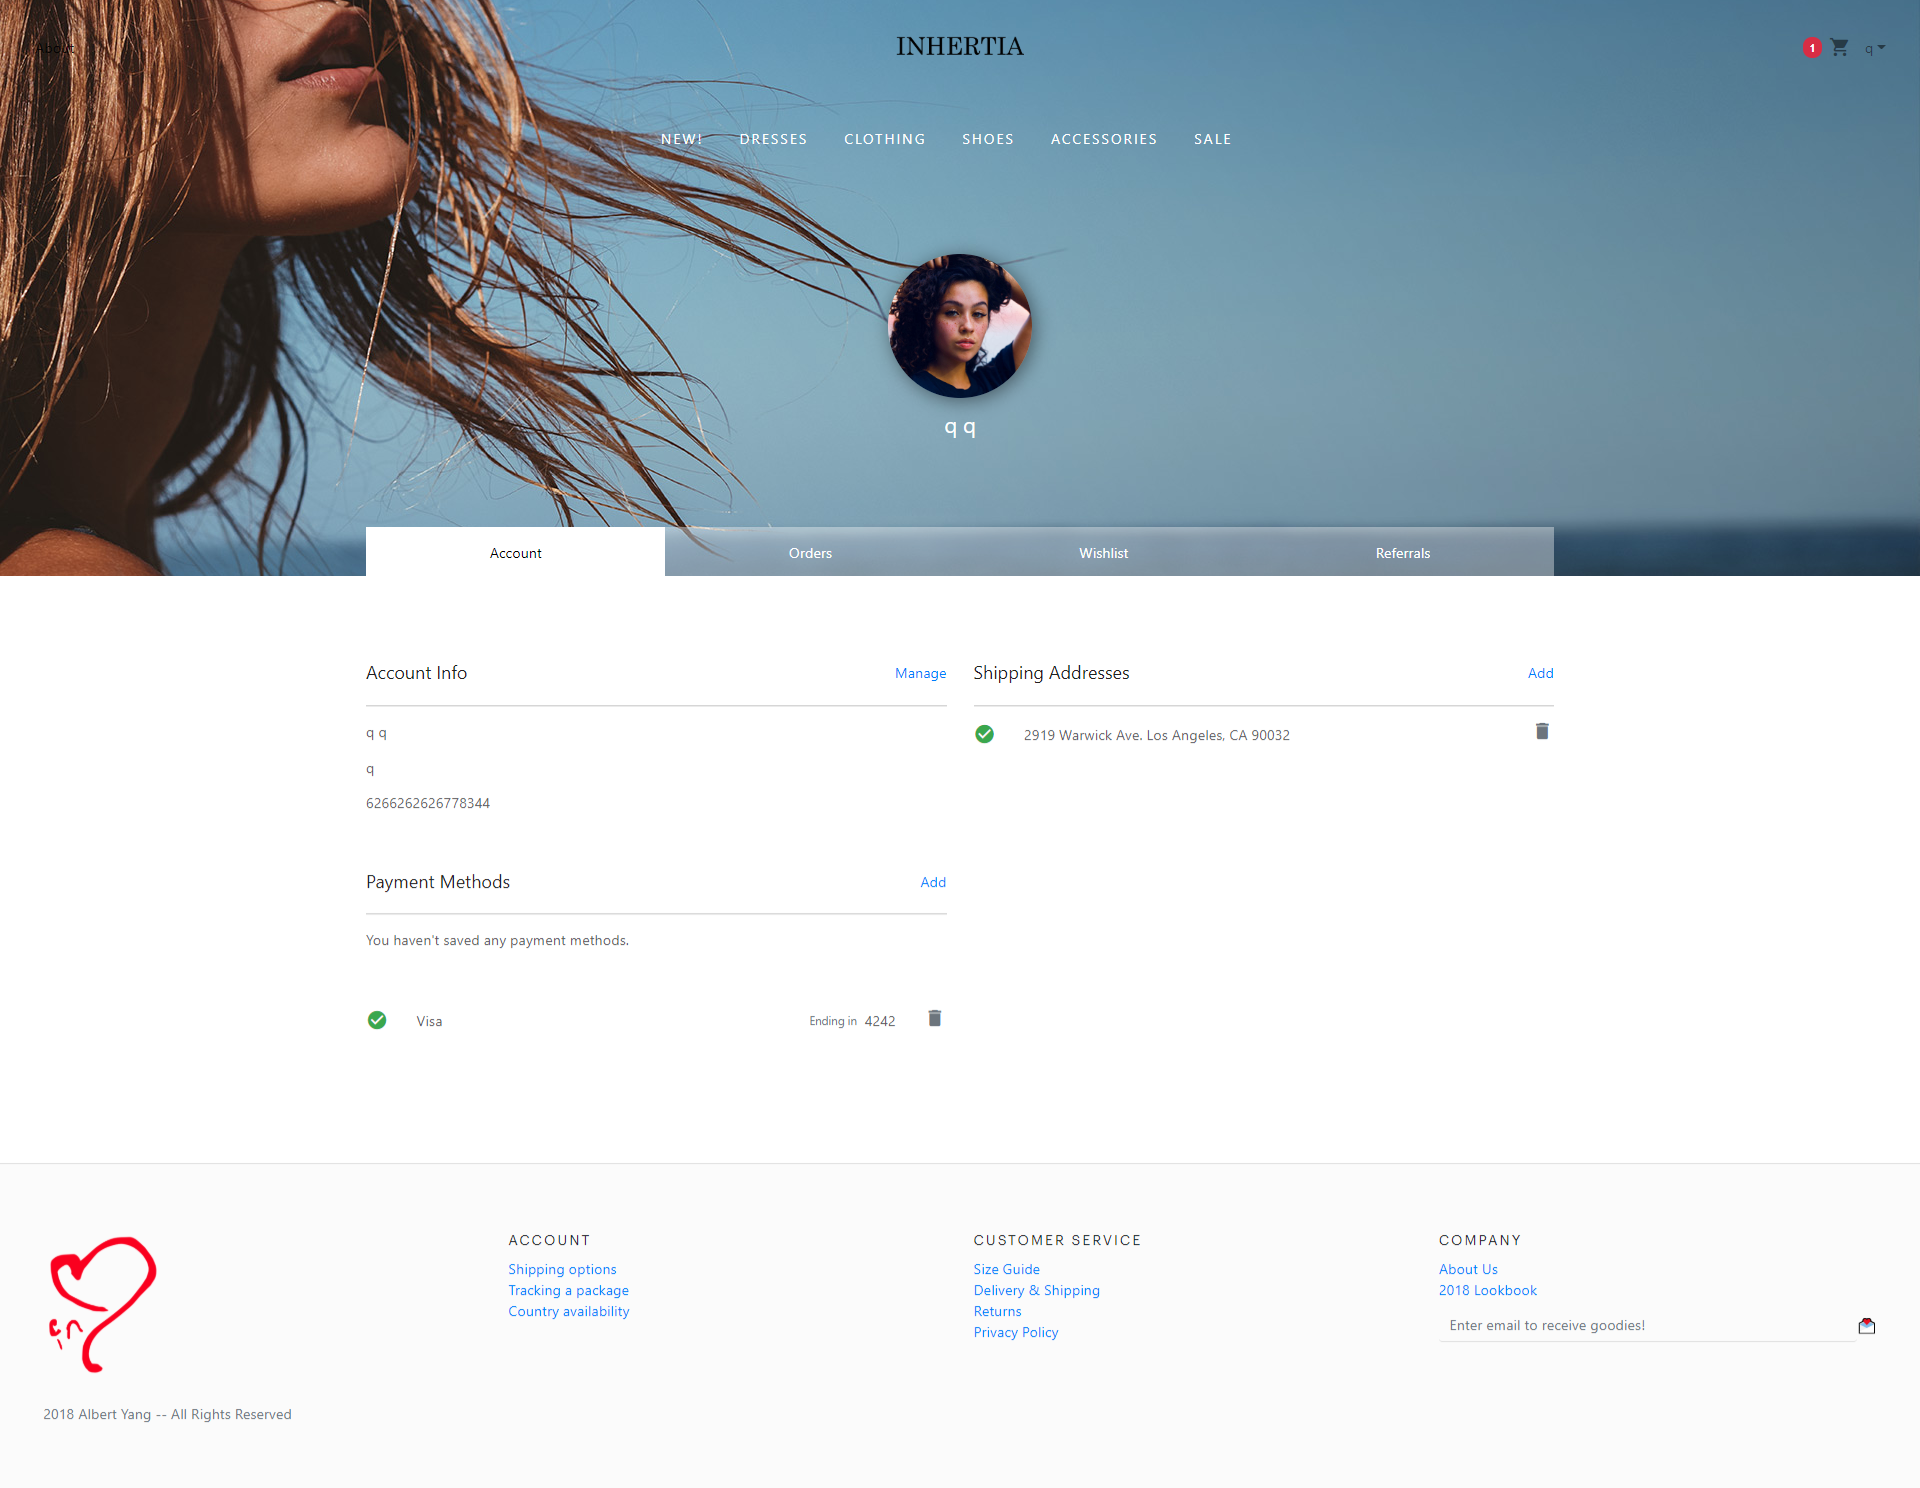 About
INHERTIA
1
q
NEW! DRESSES CLOTHING SHOES ACCESSORIES SALE
q q
Account Orders Wishlist Referrals
Account Info Manage
q q
q
6266262626778344
Shipping Addresses Add
2919 Warwick Ave. Los Angeles, CA 90032
Payment Methods Add
You haven't saved any payment methods.
Visa Ending in 4242
in
2018 Albert Yang -- All Rights Reserved
ACCOUNT
Shipping options
Tracking a package
Country availability
CUSTOMER SERVICE
Size Guide
Delivery & Shipping
Returns
Privacy Policy
COMPANY
About Us
2018 Lookbook
Enter email to receive goodies!